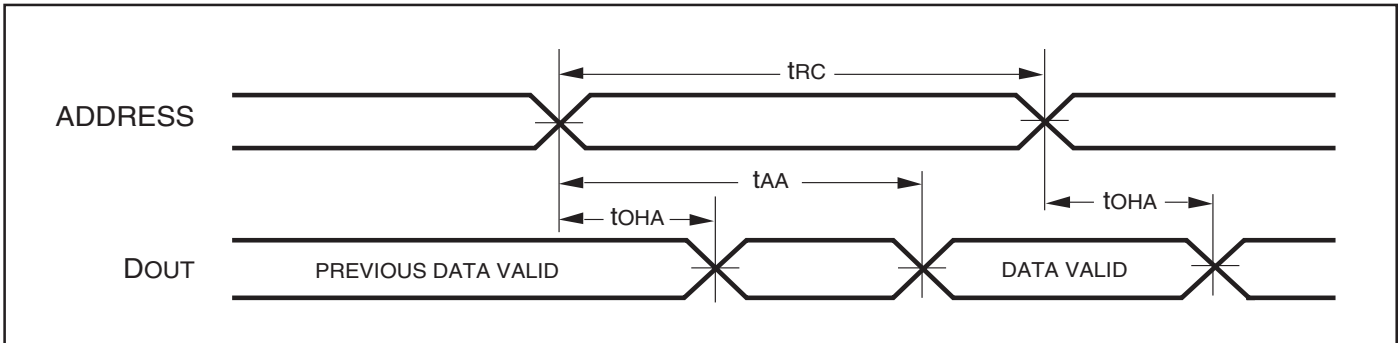 tRC
ADDRESS
tAA
tOHA
tOHA
DOUT
PREVIOUS DATA VALID
DATA VALID